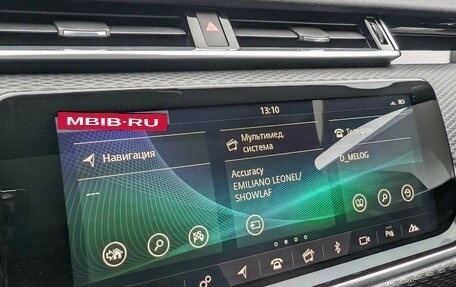 13:10
MBIB-RU
Навигация
---
Мультимед.
система
Accuracy
EMILIANO LEONEL/
SHOWLAF
Телефон
D_MELOG